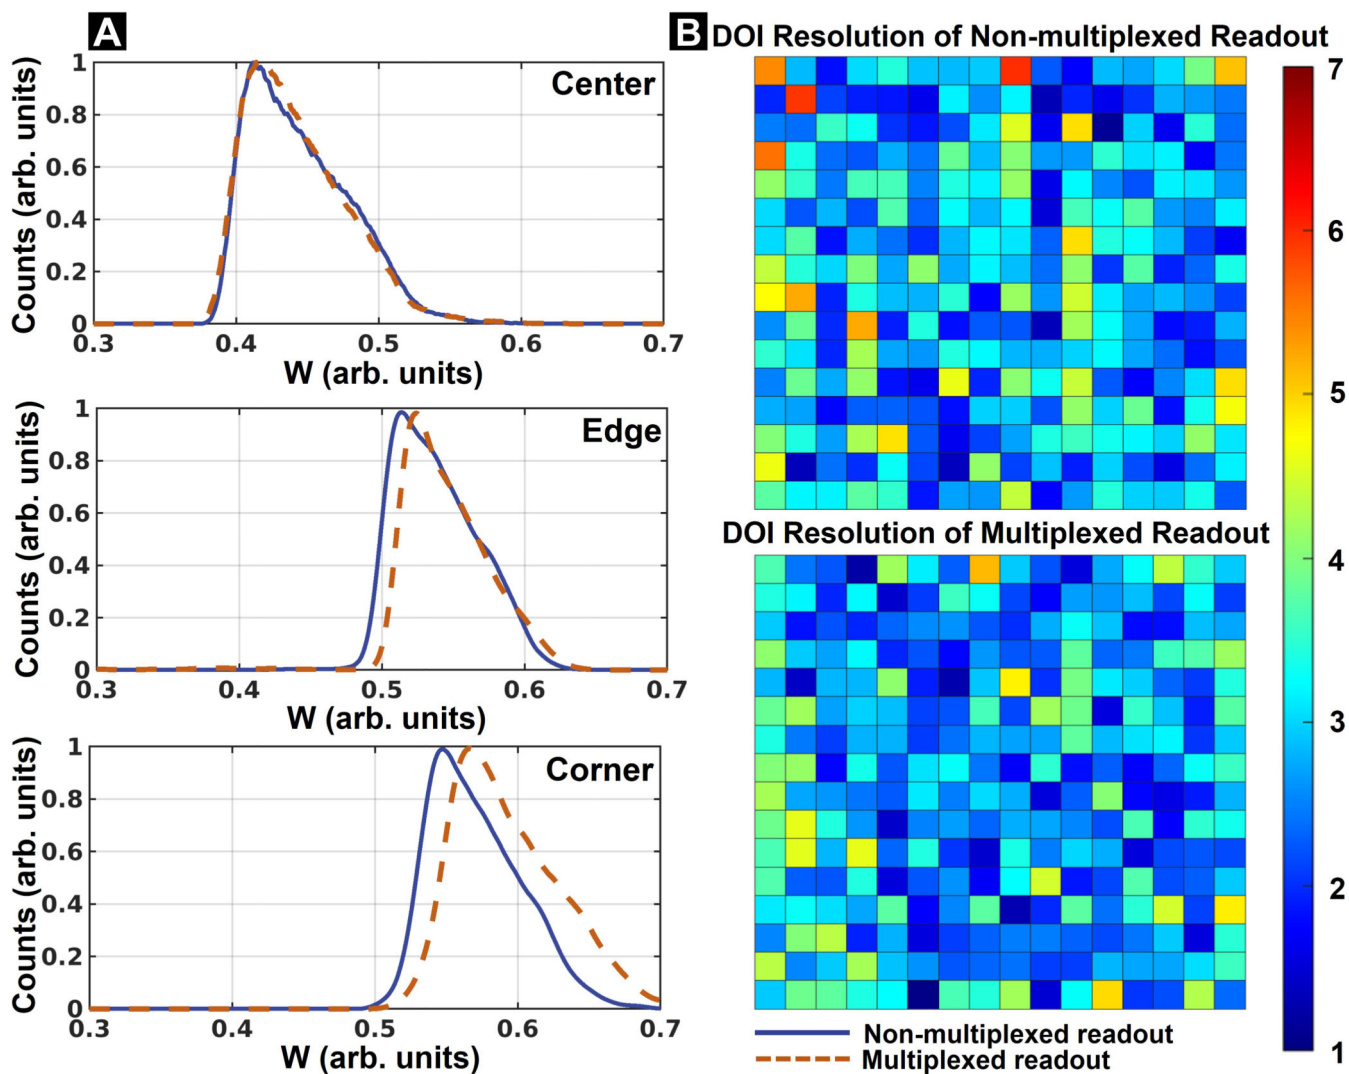 A
Center
Counts (arb. units)
1
0.8
0.6
0.4
0.2
0
0.3 0.4 0.5 0.6 0.7
W (arb. units)
Edge
Counts (arb. units)
1
0.8
0.6
0.4
0.2
0
0.3 0.4 0.5 0.6 0.7
W (arb. units)
Corner
Counts (arb. units)
1
0.8
0.6
0.4
0.2
0
0.3 0.4 0.5 0.6 0.7
W (arb. units)
B
DOI Resolution of Non-multiplexed Readout
DOI Resolution of Multiplexed Readout
7
6
5
4
3
2
1
Non-multiplexed readout
Multiplexed readout